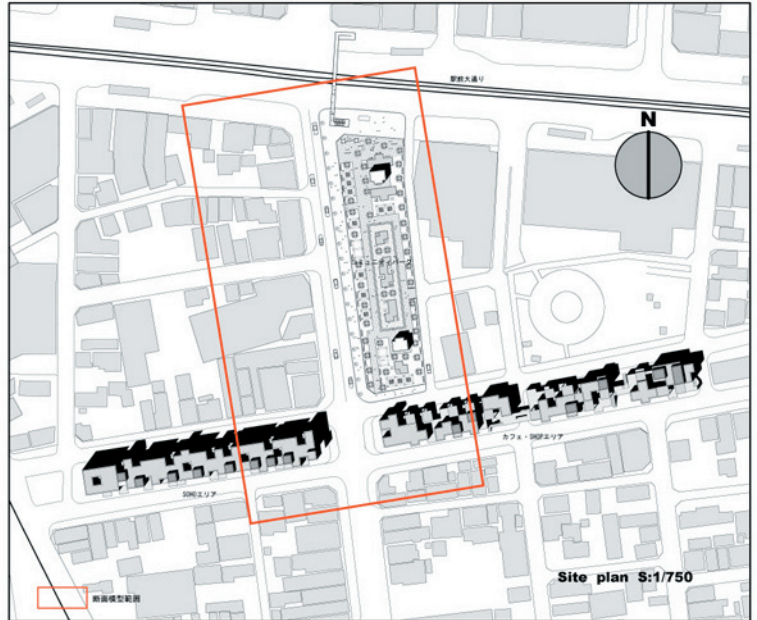 駅前大通り
N
コミュニティパーク
カフェ・SHOPエリア
SOHOエリア
Site plan S:1/750
断面模型範囲